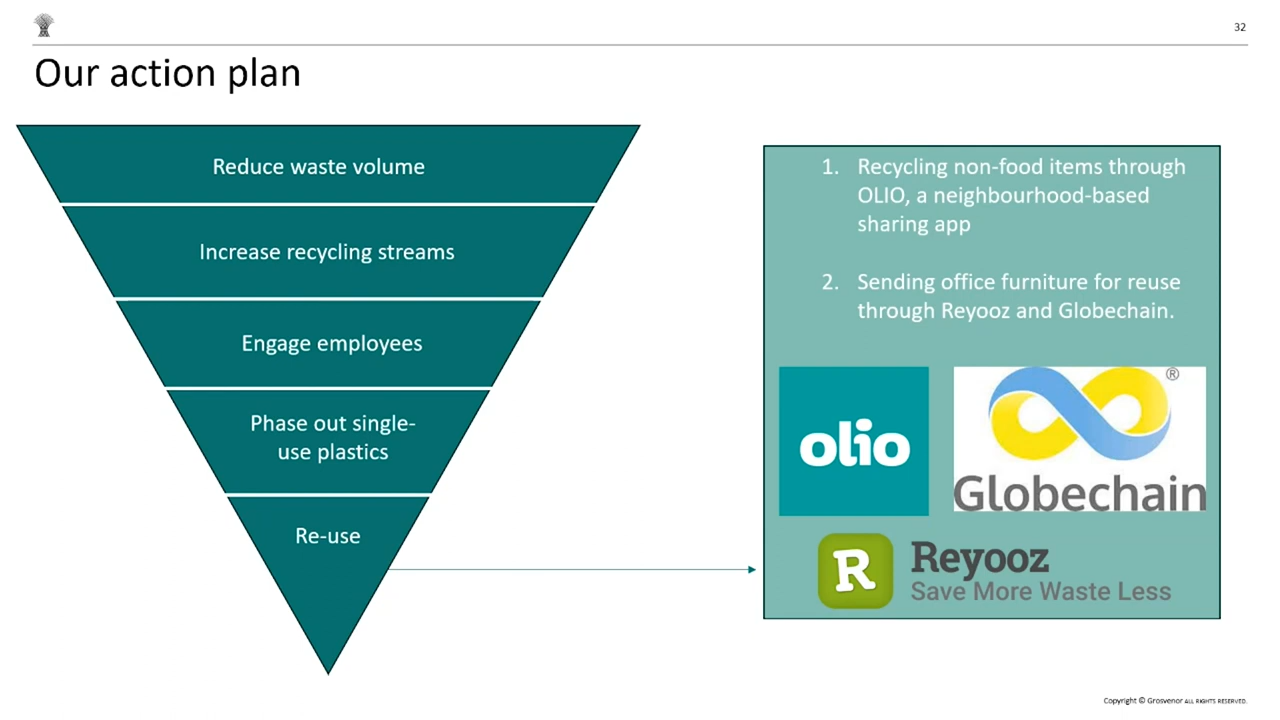 32
Our action plan
Reduce waste volume
Increase recycling streams
Engage employees
Phase out single-
use plastics
Re-use
1. Recycling non-food items through
OLIO, a neighbourhood-based
sharing app
2. Sending office furniture for reuse
through Reyooz and Globechain.
olio
®
Globechain
R
Reyooz
Save More Waste Less
Copyright © Grosvenor ALL RIGHTS RESERVED.